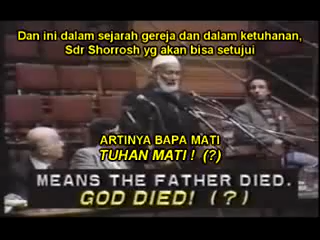 Dan ini dalam sejarah gereja dan dalam ketuhanan,
Sdr Shorrosh yg akan bisa setujui
ARTINYA BAPA MATI
TUHAN MATI ! (?)
MEANS THE FATHER DIED.
GOD DIED! (?)